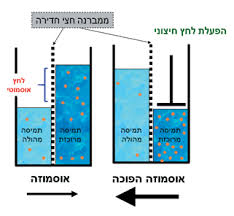 ממברנה חצי חדירה
הפעלת לחץ חיצוני
לחץ
אוסמוטי
תמיסה
מהולה
תמיסה
מרוכזת
תמיסה
מהולה
תמיסה
מרוכזת
אוסמוזה
אוסמוזה הפוכה